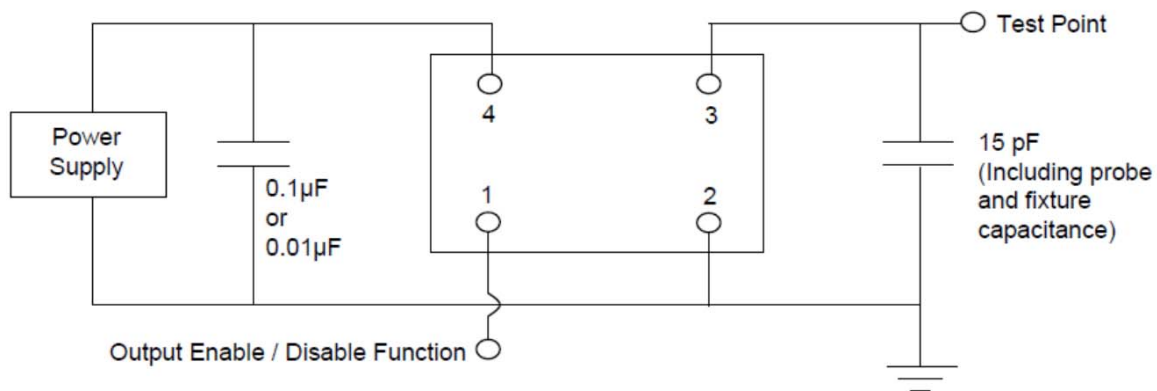 Test Point
4
3
Power
Supply
15 pF
(Including probe
and fixture
capacitance)
0.1µF
or
0.01µF
1
2
Output Enable / Disable Function